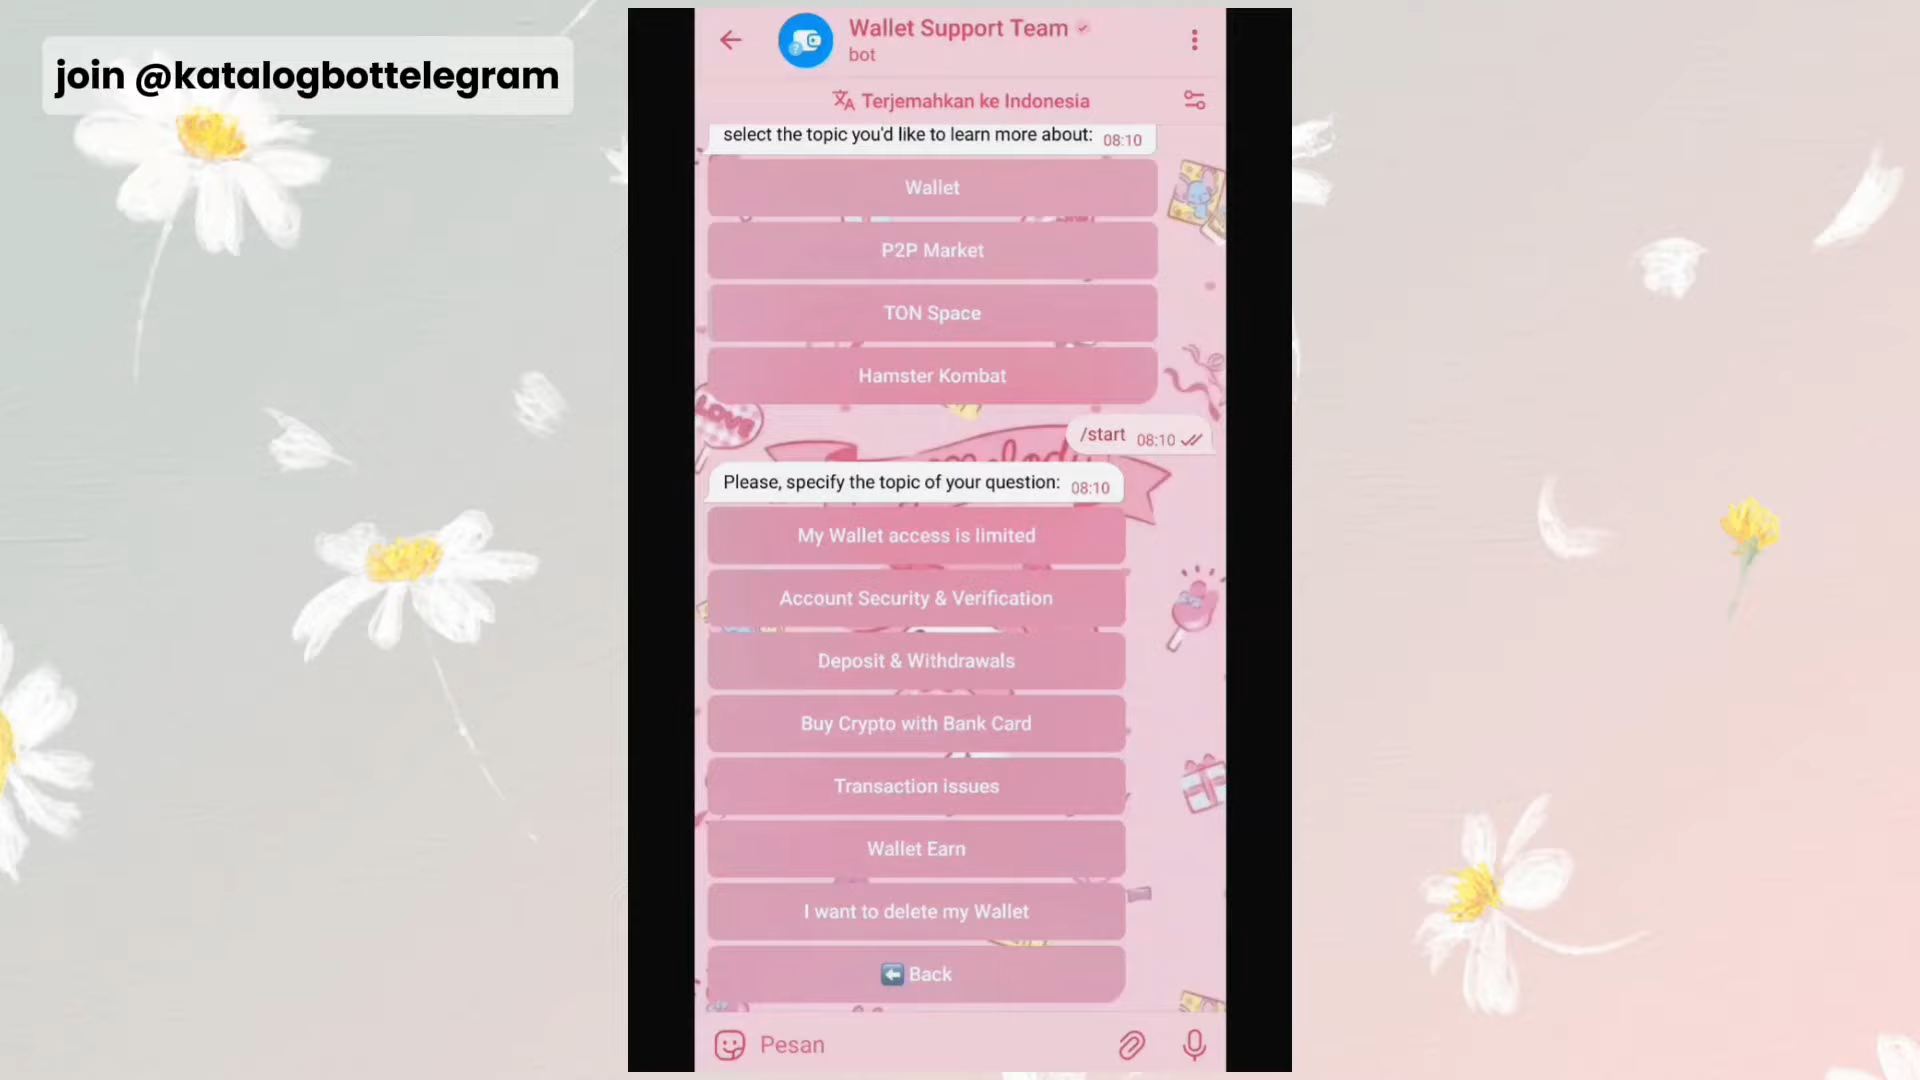 join @katalogbottelegram
Wallet Support Team
bot
Terjemahkan ke Indonesia
select the topic you'd like to learn more about: 08:10
Wallet
P2P Market
TON Space
Hamster Kombat
LOVE
/start 08:10
Please, specify the topic of your question: 08:10
My Wallet access is limited
Account Security & Verification
Deposit & Withdrawals
Buy Crypto with Bank Card
Transaction issues
Wallet Earn
I want to delete my Wallet
Back
Pesan